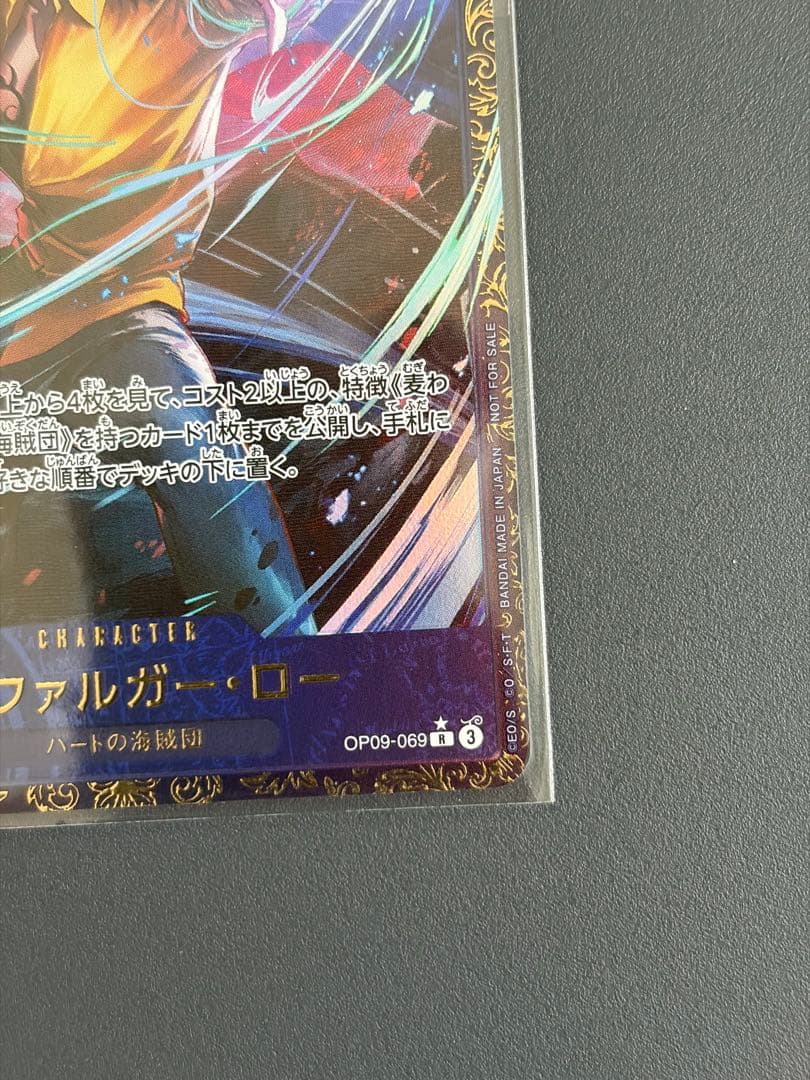 上から4枚を見て、コスト2以上の、特徴《麦わ
海賊団》を持つカード1枚までを公開し、手札に
好きな順番でデッキの下に置く。
CHARACTER
ファルガー・ロー
ハートの海賊団
OP09-069 R 3
©EO/S ©O/S・F・T BANDAI MADE IN JAPAN NOT FOR SALE